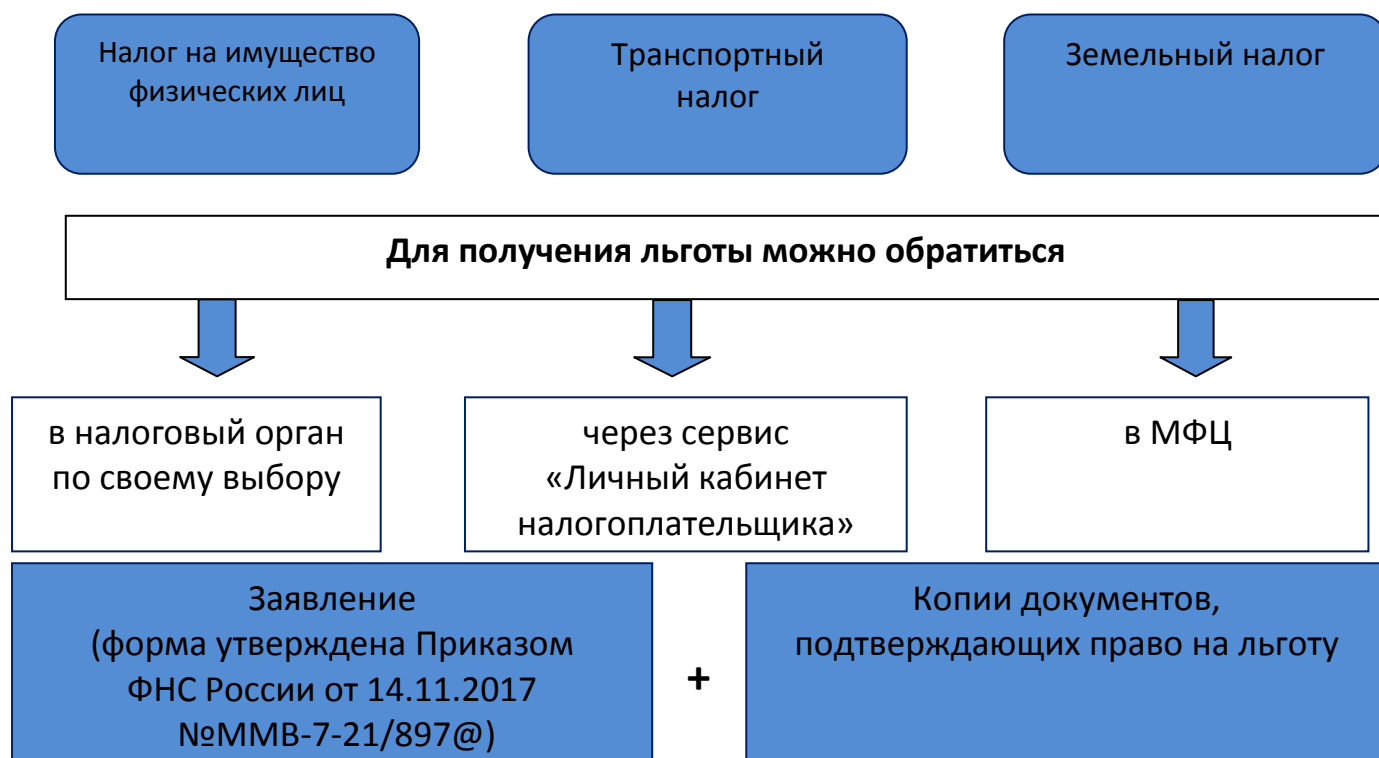 Налог на имущество
физических лиц
Транспортный
налог
Земельный налог
Для получения льготы можно обратиться
в налоговый орган
по своему выбору
через сервис
«Личный кабинет
налогоплательщика»
в МФЦ
Заявление
(форма утверждена Приказом
ФНС России от 14.11.2017
№ММВ-7-21/897@)
+
Копии документов,
подтверждающих право на льготу